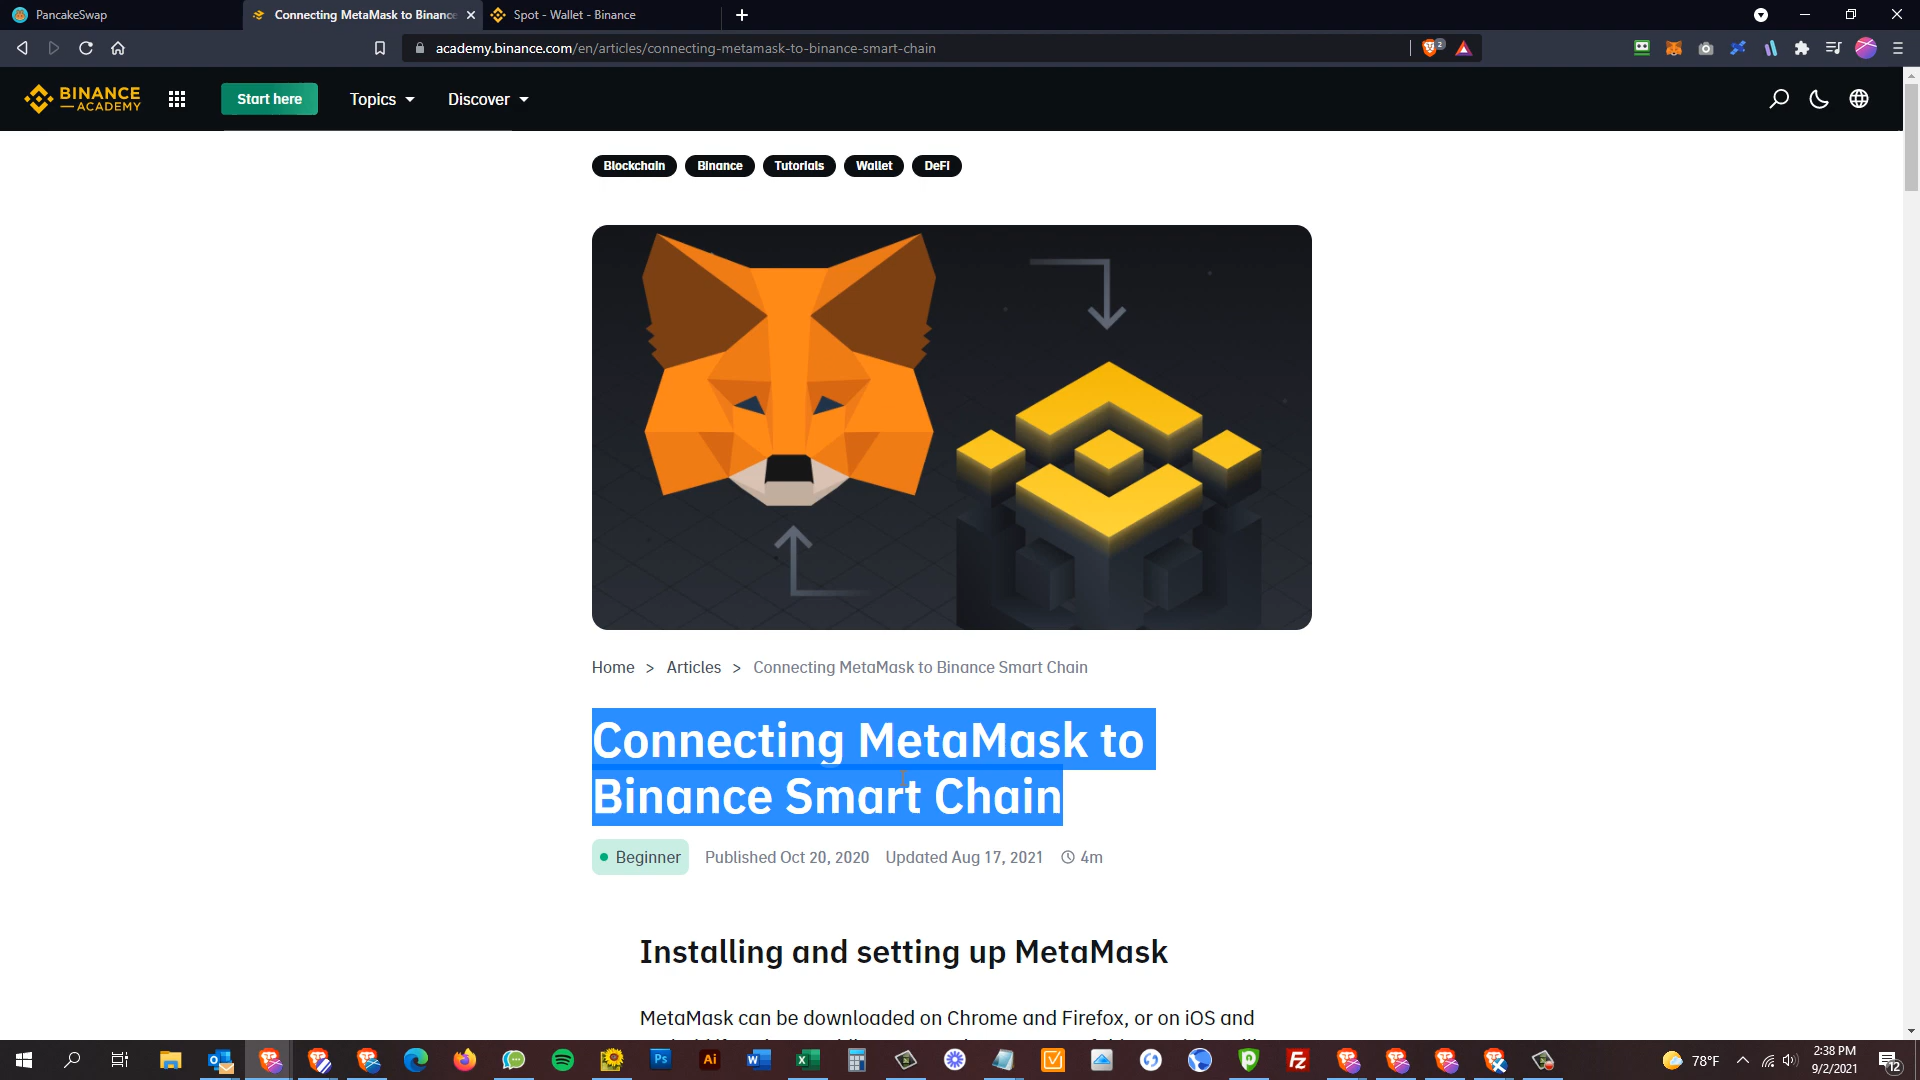 PancakeSwap
Connecting MetaMask to Binance
Spot - Wallet - Binance
academy.binance.com/en/articles/connecting-metamask-to-binance-smart-chain
2
BINANCE
ACADEMY
Start here
Topics
Discover
Blockchain
Binance
Tutorials
Wallet
DeFi
Home > Articles > Connecting MetaMask to Binance Smart Chain
Connecting MetaMask to
Binance Smart Chain
Beginner
Published Oct 20, 2020
Updated Aug 17, 2021
4m
Installing and setting up MetaMask
MetaMask can be downloaded on Chrome and Firefox, or on iOS and
Ps
Ai
78°F
2:38 PM
9/2/2021
12